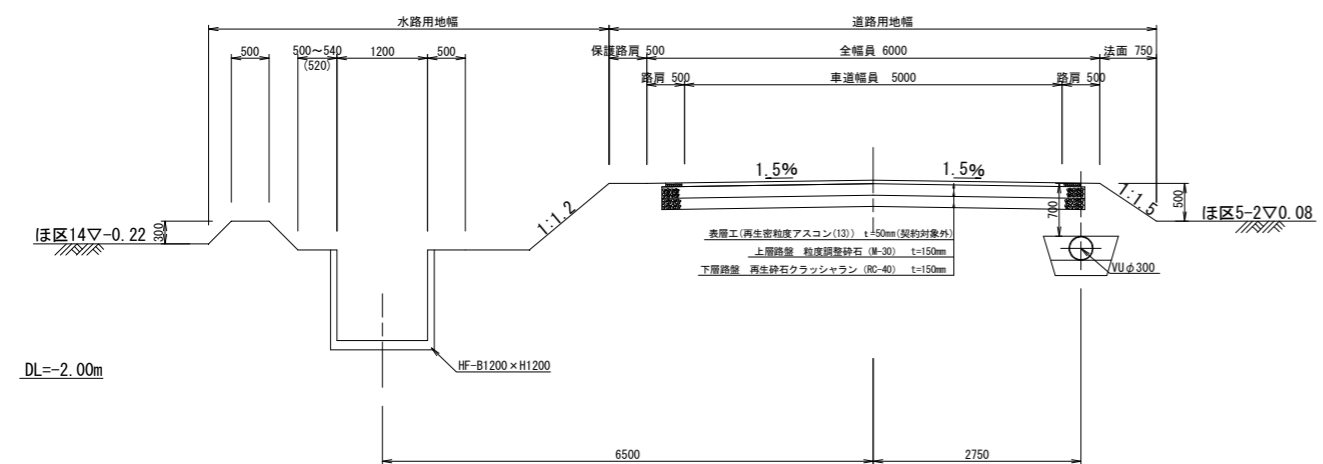 水路用地幅
道路用地幅
500
500～540
(520)
1200
500
保護路肩 500
全幅員 6000
法面 750
路肩 500
車道幅員 5000
路肩 500
1.5%
1.5%
ほ区14▽-0.22
300
1:1.2
700
1:1.5
500
ほ区5-2▽0.08
表層工(再生密粒度アスコン(13)) t=50mm(契約対象外)
上層路盤 粒度調整砕石 (M-30) t=150mm
下層路盤 再生砕石クラッシャラン (RC-40) t=150mm
VUφ300
HF-B1200×H1200
DL=-2.00m
6500
2750